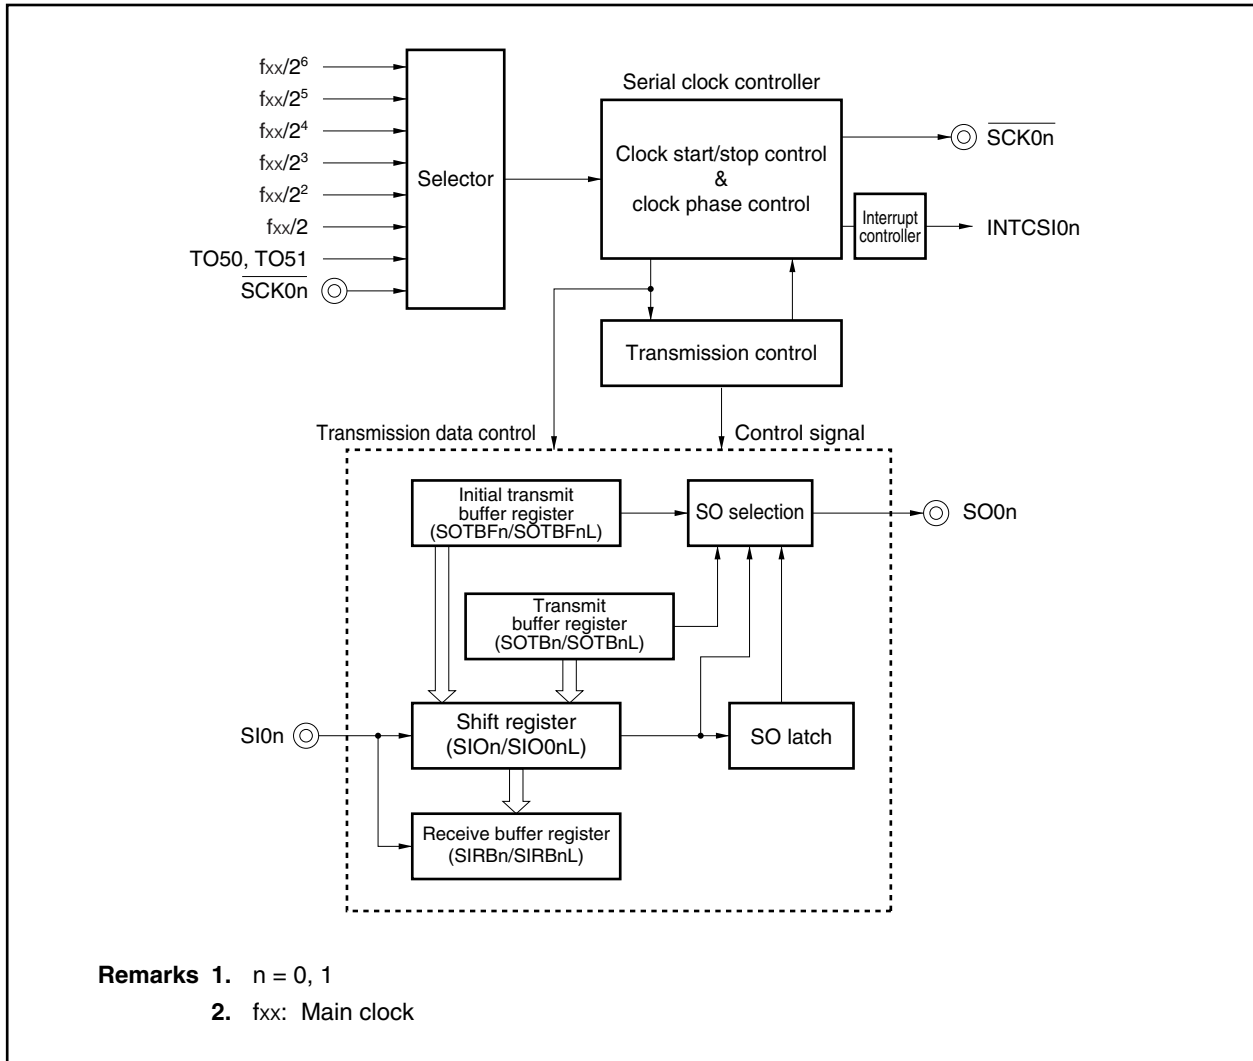 fxx/2⁶
fxx/2⁵
fxx/2⁴
fxx/2³
fxx/2²
fxx/2
TO50, TO51
SCK0n
Selector
Serial clock controller
Clock start/stop control
&
clock phase control
SCK0n
Interrupt
controller
INTCSI0n
Transmission control
Transmission data control
Control signal
Initial transmit
buffer register
(SOTBFn/SOTBFnL)
SO selection
SO0n
Transmit
buffer register
(SOTBn/SOTBnL)
SI0n
Shift register
(SIOn/SIO0nL)
SO latch
Receive buffer register
(SIRBn/SIRBnL)
Remarks 1. n = 0, 1
2. fxx: Main clock